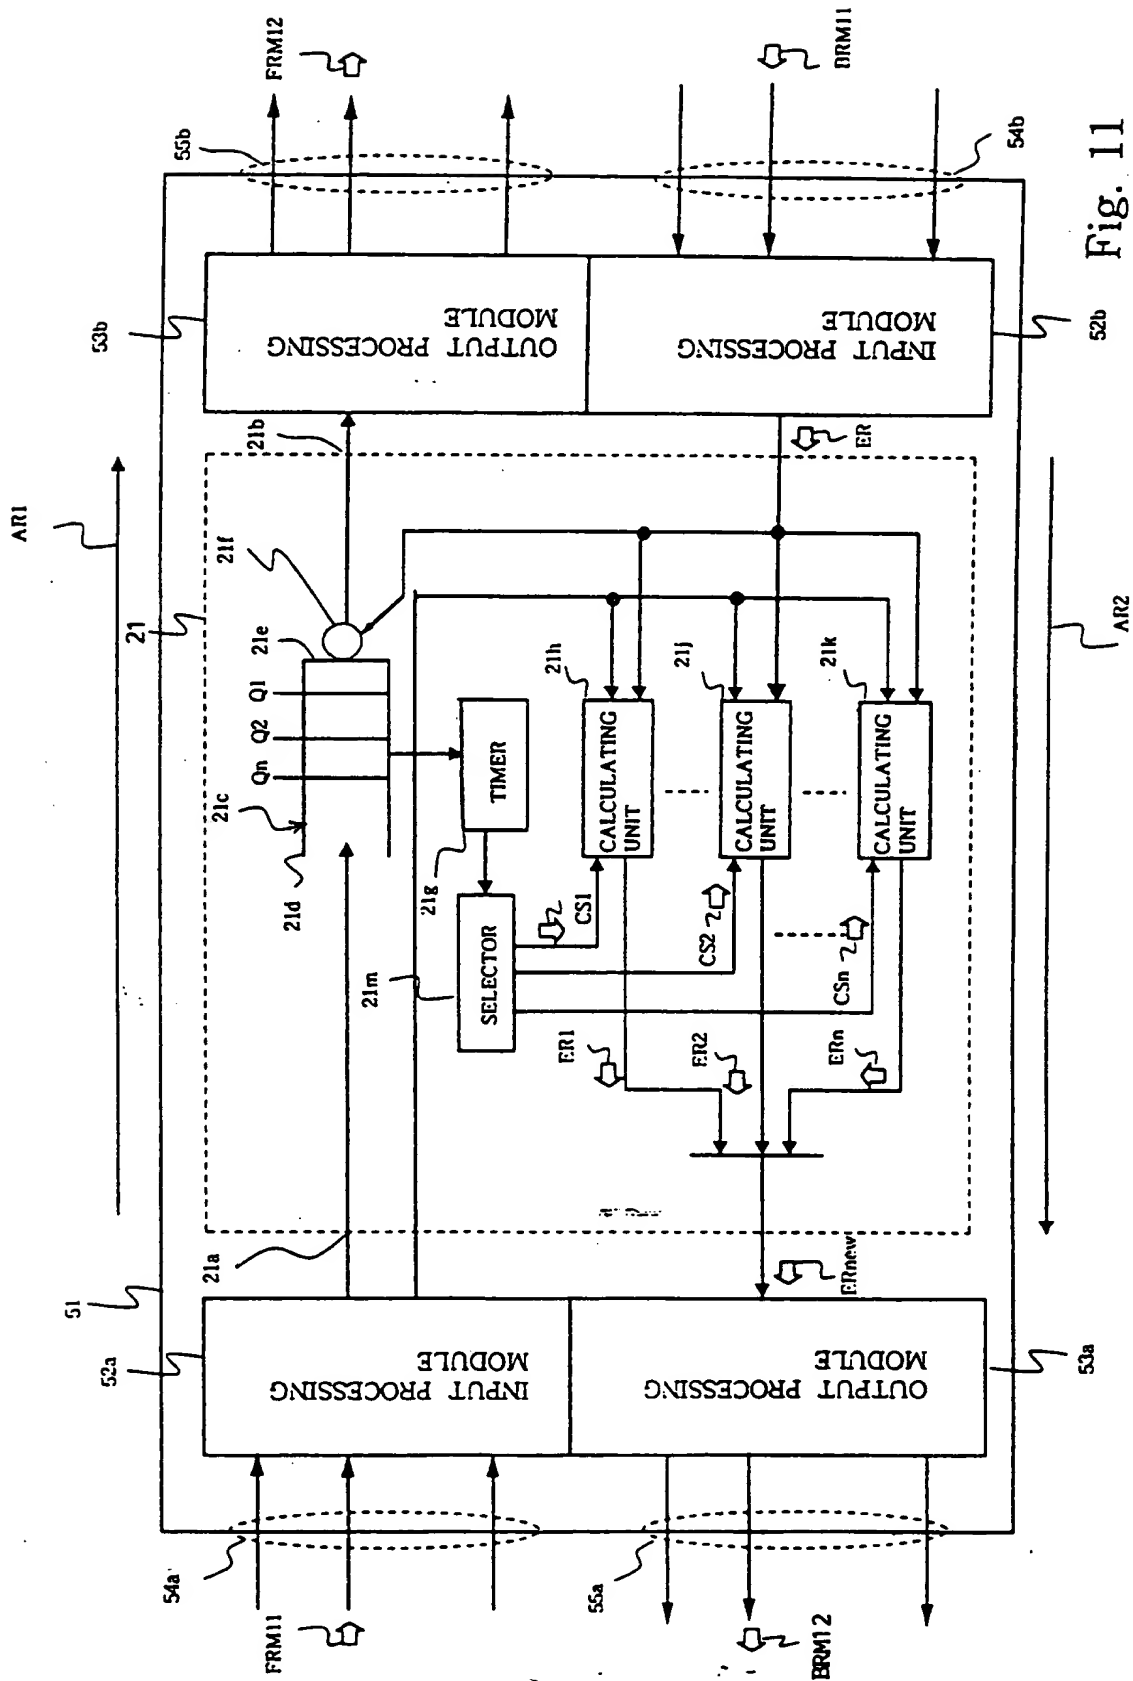 AR1
51
21
52a
INPUT PROCESSING
MODULE
53b
OUTPUT PROCESSING
MODULE
54a
FRM11
55b
FRM12
21a
21b
21c
21d
Qn
Q2
Q1
21e
21f
21g
TIMER
21m
SELECTOR
CS1
CS2
CSn
21h
CALCULATING
UNIT
21j
CALCULATING
UNIT
21k
CALCULATING
UNIT
ER1
ER2
ERn
ERnew
ER
53a
OUTPUT PROCESSING
MODULE
52b
INPUT PROCESSING
MODULE
55a
BRM12
54b
BRM11
AR2
Fig. 11